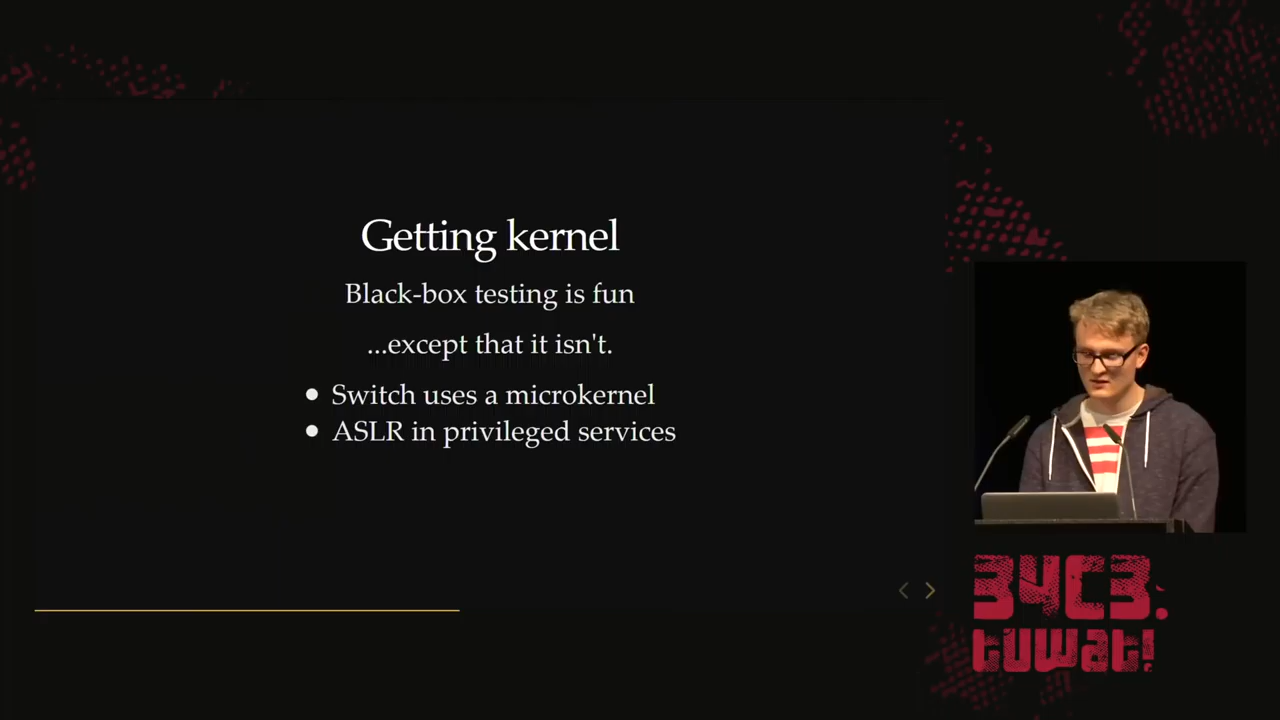 Getting kernel
Black-box testing is fun
...except that it isn't.
Switch uses a microkernel
ASLR in privileged services
34C3.
tuwat!